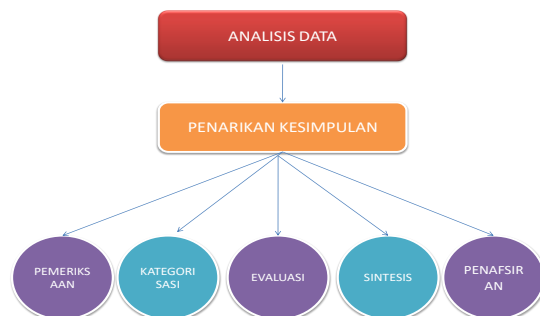 ANALISIS DATA
PENARIKAN KESIMPULAN
PEMERIKS
AAN
KATEGORI
SASI
EVALUASI
SINTESIS
PENAFSIR
AN